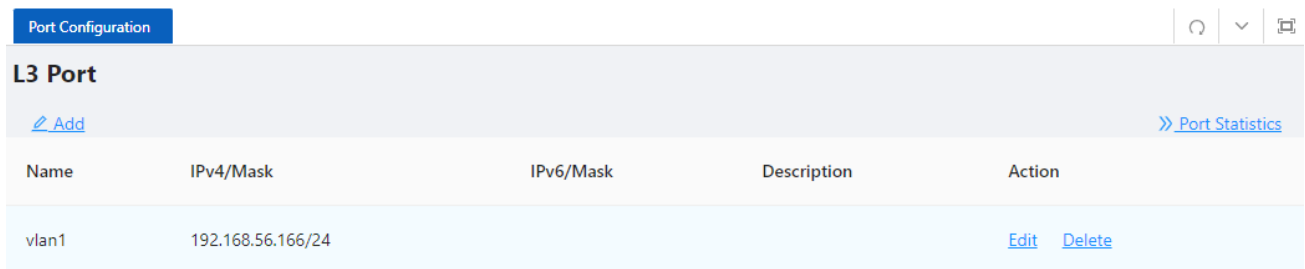 Port Configuration
L3 Port
Add
Port Statistics
Name IPv4/Mask IPv6/Mask Description Action
vlan1 192.168.56.166/24 Edit Delete